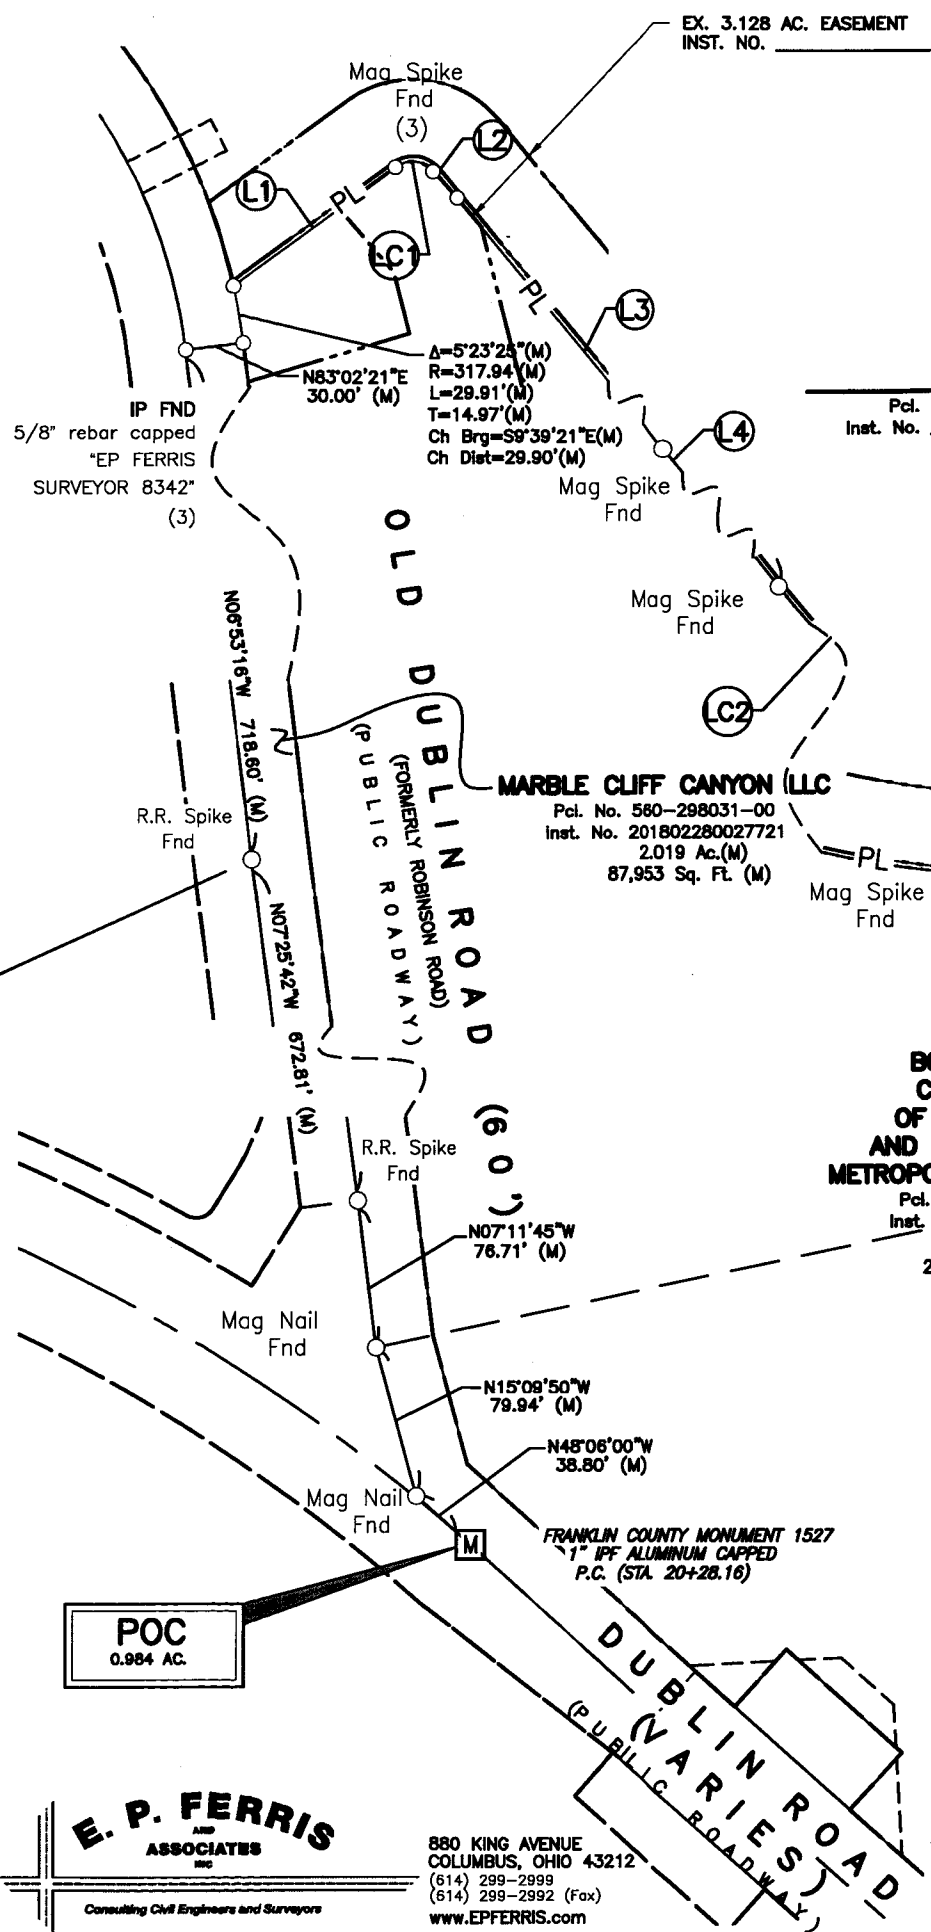 EX. 3.128 AC. EASEMENT
INST. NO.
Mag Spike
Fnd
(3)
L2
L1
PL
LC1
PL
L3
Δ=5°23'25"(M)
R=317.94'(M)
L=29.91'(M)
T=14.97'(M)
Ch Brg=S9°39'21"E(M)
Ch Dist=29.90'(M)
N83°02'21"E
30.00' (M)
IP FND
5/8" rebar capped
"EP FERRIS
SURVEYOR 8342"
(3)
Pcl.
Inst. No.
L4
Mag Spike
Fnd
Mag Spike
Fnd
LC2
OLD DUBLIN ROAD (60')
(FORMERLY ROBINSON ROAD)
(PUBLIC ROADWAY)
N06°53'16"W 718.60' (M)
R.R. Spike
Fnd
MARBLE CLIFF CANYON LLC
Pcl. No. 560-298031-00
Inst. No. 201802280027721
2.019 Ac.(M)
87,953 Sq. Ft. (M)
PL
Mag Spike
Fnd
N07°25'42"W 672.81' (M)
OF
AND
Pcl.
Inst.
2
R.R. Spike
Fnd
N07°11'45"W
76.71' (M)
Mag Nail
Fnd
N15°09'50"W
79.94' (M)
N48°06'00"W
38.80' (M)
Mag Nail
Fnd
M
FRANKLIN COUNTY MONUMENT 1527
1" IPF ALUMINUM CAPPED
P.C. (STA. 20+28.16)
POC
0.984 AC.
DUBLIN ROAD
(VARIES)
(PUBLIC ROADWAY)
E. P. FERRIS
AND
ASSOCIATES
INC
Consulting Civil Engineers and Surveyors
880 KING AVENUE
COLUMBUS, OHIO 43212
(614) 299-2999
(614) 299-2992 (Fax)
www.EPFERRIS.com